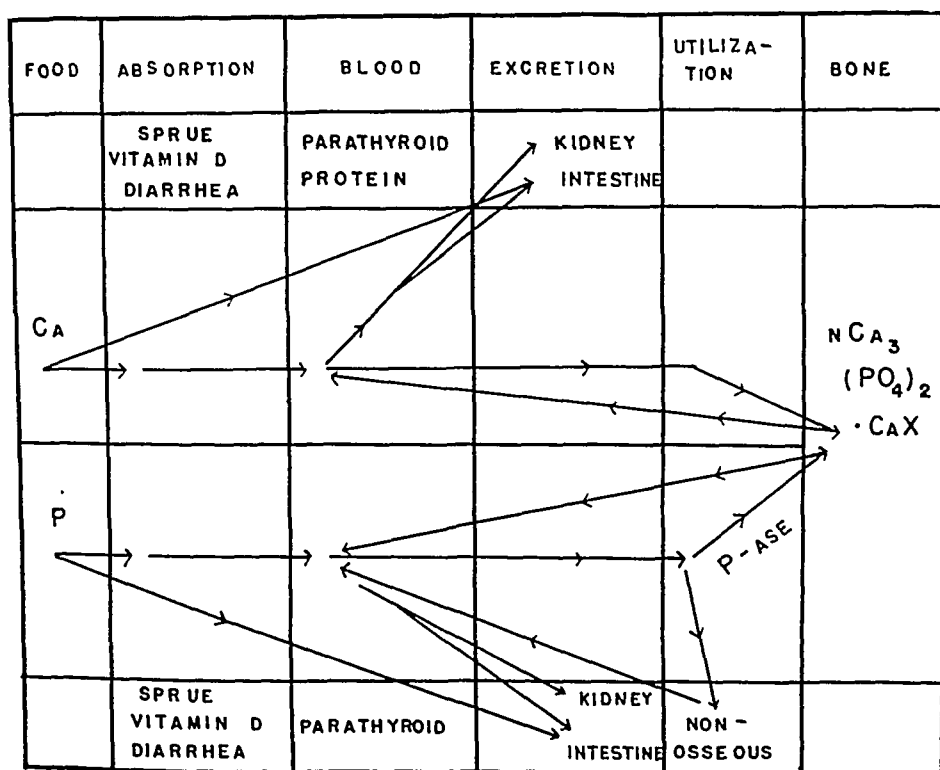 FOOD
ABSORPTION
BLOOD
EXCRETION
UTILIZA-
TION
BONE
SPRUE
VITAMIN D
DIARRHEA
PARATHYROID
PROTEIN
KIDNEY
INTESTINE
CA
NCA3
(PO4)2
·CAX
P
P-ASE
SPRUE
VITAMIN D
DIARRHEA
PARATHYROID
KIDNEY
INTESTINE
NON-
OSSEOUS